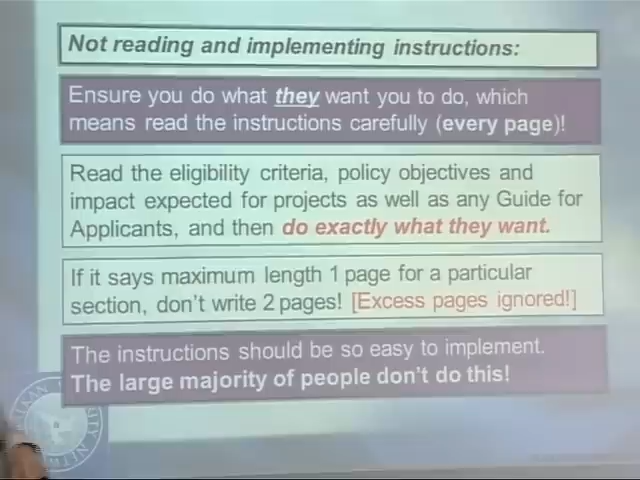 Not reading and implementing instructions:
Ensure you do what they want you to do, which
means read the instructions carefully (every page)!
Read the eligibility criteria, policy objectives and
impact expected for projects as well as any Guide for
Applicants, and then do exactly what they want.
If it says maximum length 1 page for a particular
section, don't write 2 pages! [Excess pages ignored!]
The instructions should be so easy to implement.
The large majority of people don't do this!